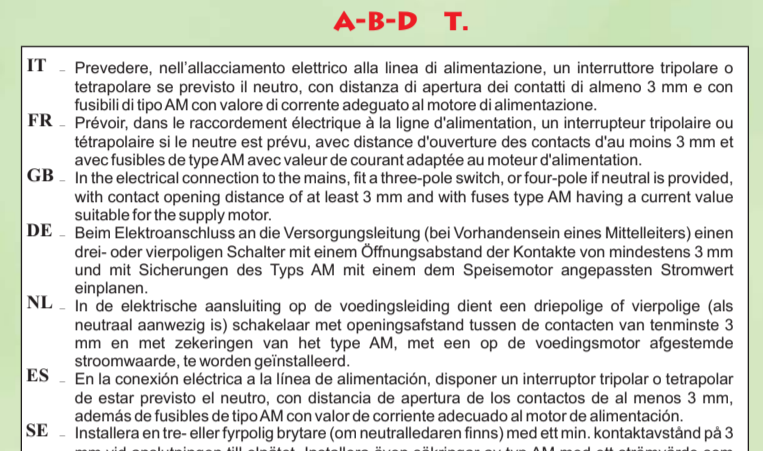 A-B-D T.
IT - Prevedere, nell'allacciamento elettrico alla linea di alimentazione, un interruttore tripolare o
tetrapolare se previsto il neutro, con distanza di apertura dei contatti di almeno 3 mm e con
fusibili di tipo AM con valore di corrente adeguato al motore di alimentazione.
FR - Prévoir, dans le raccordement électrique à la ligne d'alimentation, un interrupteur tripolaire ou
tétrapolaire si le neutre est prévu, avec distance d'ouverture des contacts d'au moins 3 mm et
avec fusibles de type AM avec valeur de courant adaptée au moteur d'alimentation.
GB - In the electrical connection to the mains, fit a three-pole switch, or four-pole if neutral is provided,
with contact opening distance of at least 3 mm and with fuses type AM having a current value
suitable for the supply motor.
DE - Beim Elektroanschluss an die Versorgungsleitung (bei Vorhandensein eines Mittelleiters) einen
drei- oder vierpoligen Schalter mit einem Öffnungsabstand der Kontakte von mindestens 3 mm
und mit Sicherungen des Typs AM mit einem dem Speisemotor angepassten Stromwert
einplanen.
NL - In de elektrische aansluiting op de voedingsleiding dient een driepolige of vierpolige (als
neutraal aanwezig is) schakelaar met openingsafstand tussen de contacten van tenminste 3
mm en met zekeringen van het type AM, met een op de voedingsmotor afgestemde
stroomwaarde, te worden geïnstalleerd.
ES - En la conexión eléctrica a la línea de alimentación, disponer un interruptor tripolar o tetrapolar
de estar previsto el neutro, con distancia de apertura de los contactos de al menos 3 mm,
además de fusibles de tipo AM con valor de corriente adecuado al motor de alimentación.
SE - Installera en tre- eller fyrpolig brytare (om neutralledaren finns) med ett min. kontaktavstånd på 3